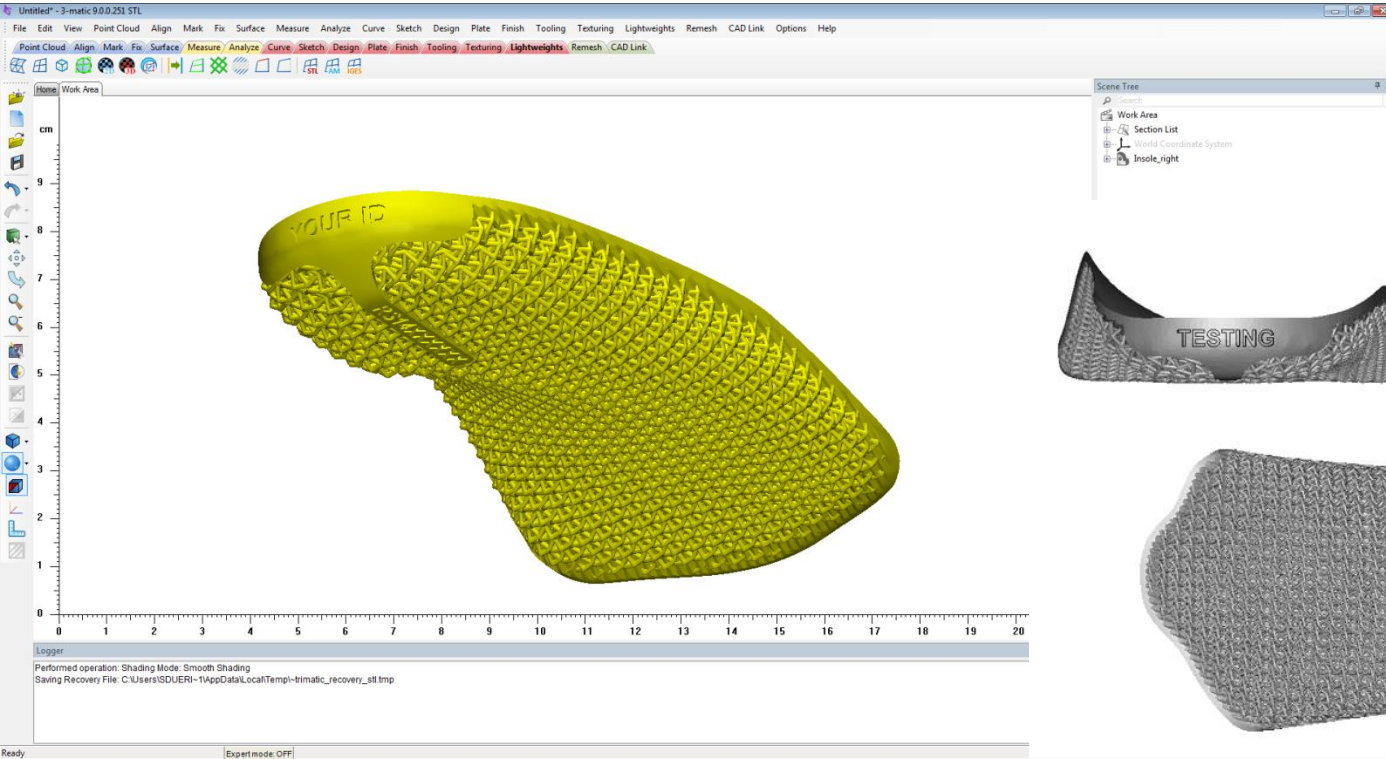 Untitled* - 3-matic 9.0.0.251 STL
File Edit View Point Cloud Align Mark Fix Surface Measure Analyze Curve Sketch Design Plate Finish Tooling Texturing Lightweights Remesh CAD Link Options Help
Point Cloud Align Mark Fix Surface Measure Analyze Curve Sketch Design Plate Finish Tooling Texturing Lightweights Remesh CAD Link
3D STL AM IGES
Home Work Area
Scene Tree
Search
Work Area
Section List
World Coordinate System
Insole_right
cm
9
8
7
6
5
4
3
2
1
0
YOUR ID
TESTING
0 1 2 3 4 5 6 7 8 9 10 11 12 13 14 15 16 17 18 19 20
Logger
Performed operation: Shading Mode: Smooth Shading
Saving Recovery File: C:\Users\SDUERI~1\AppData\Local\Temp\~trimatic_recovery_stl.tmp
Ready
Expert mode: OFF